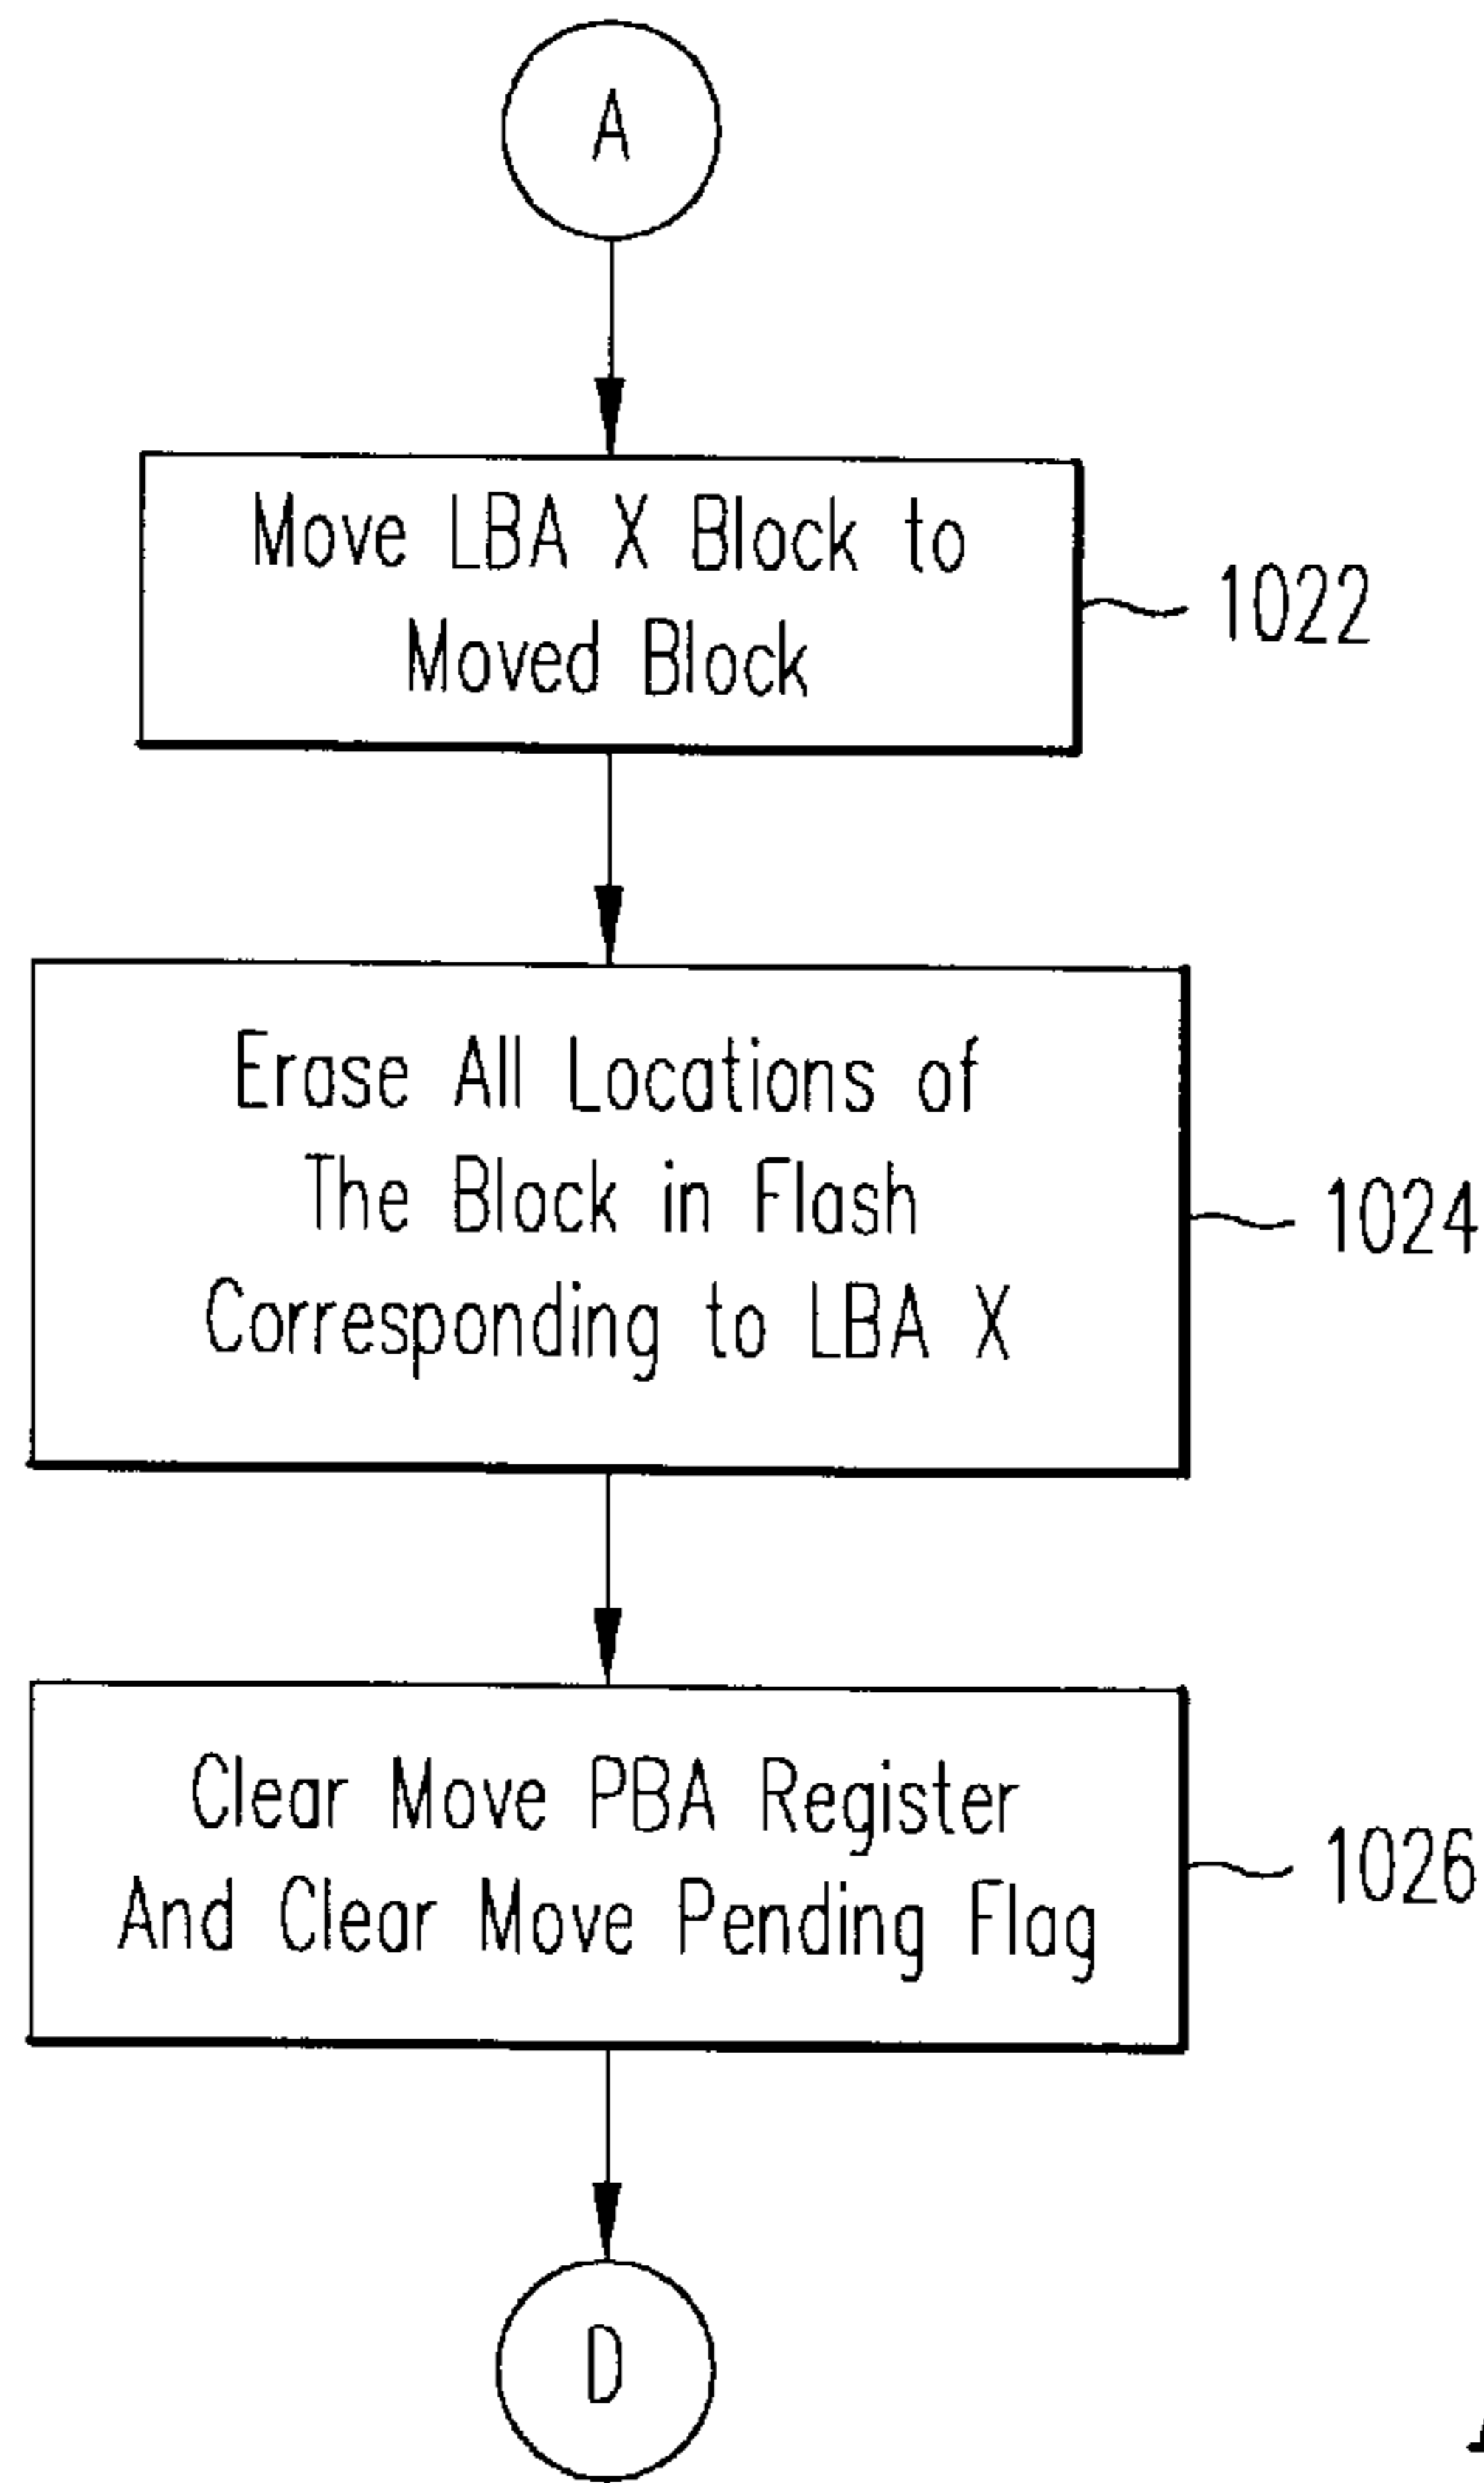 A
Move LBA X Block to
Moved Block
1022
Erase All Locations of
The Block in Flash
Corresponding to LBA X
1024
Clear Move PBA Register
And Clear Move Pending Flag
1026
D